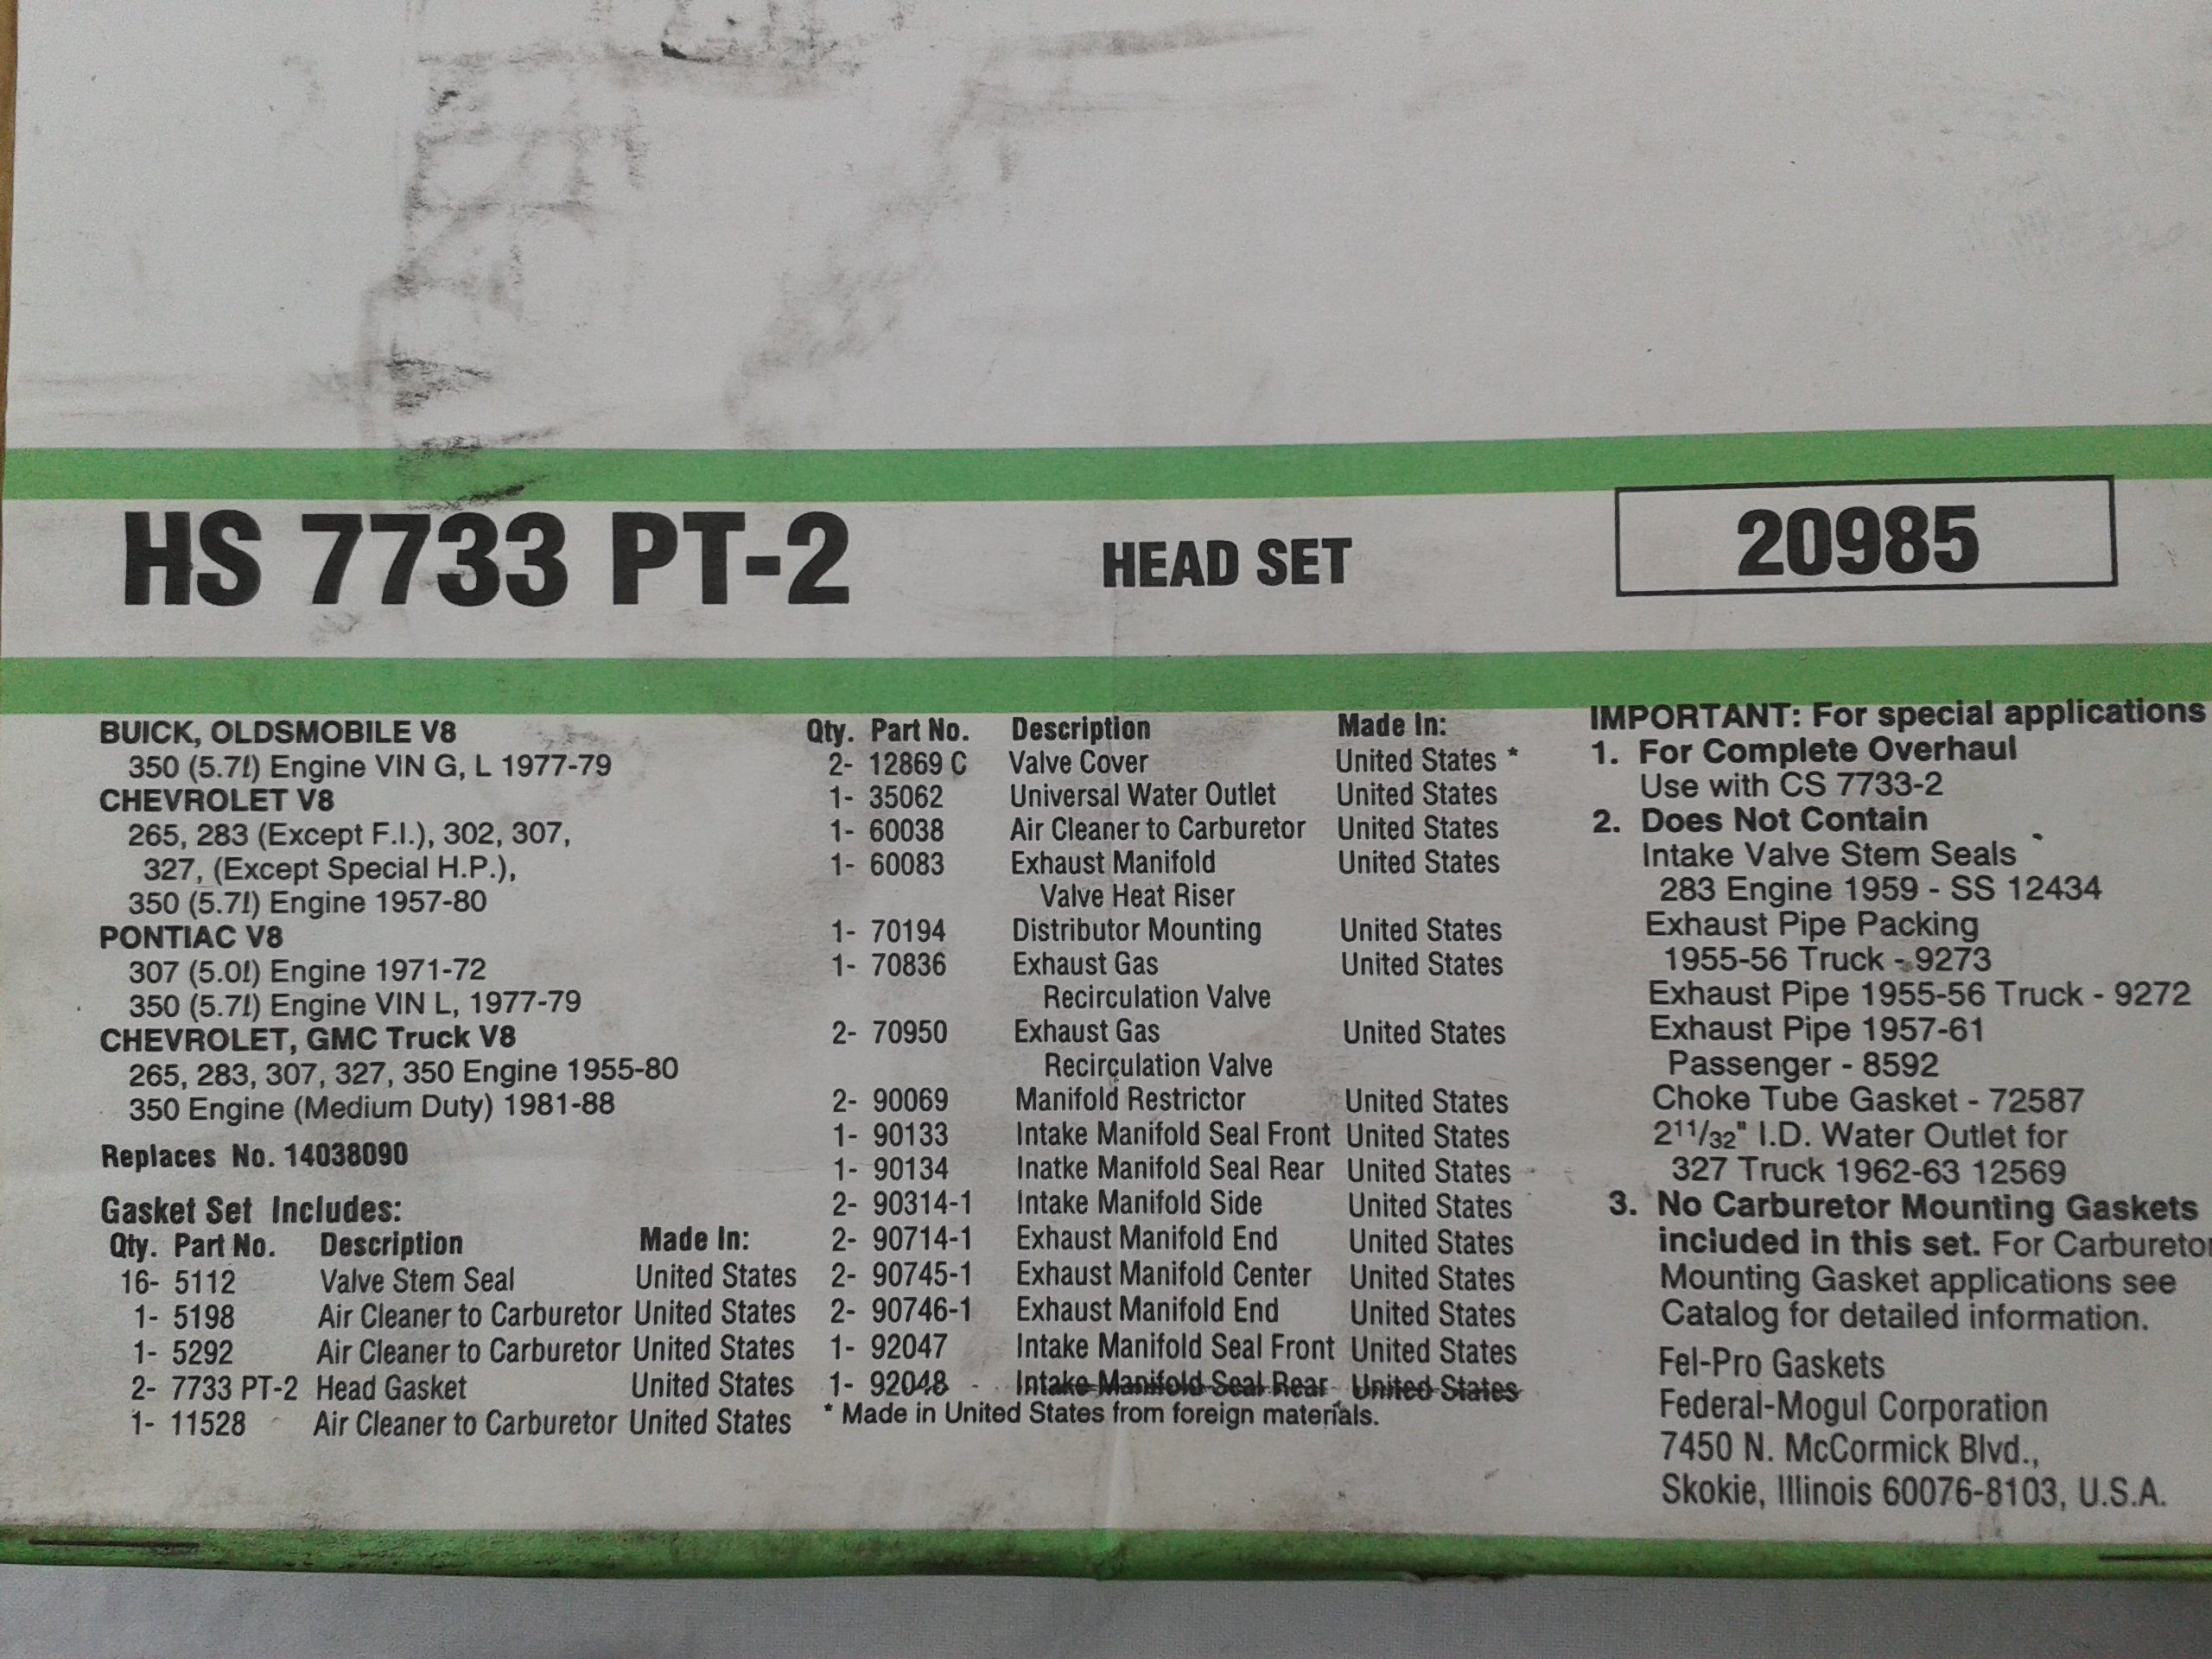 HS 7733 PT-2
HEAD SET
20985
BUICK, OLDSMOBILE V8
350 (5.7l) Engine VIN G, L 1977-79
CHEVROLET V8
265, 283 (Except F.I.), 302, 307,
327, (Except Special H.P.),
350 (5.7l) Engine 1957-80
PONTIAC V8
307 (5.0l) Engine 1971-72
350 (5.7l) Engine VIN L, 1977-79
CHEVROLET, GMC Truck V8
265, 283, 307, 327, 350 Engine 1955-80
350 Engine (Medium Duty) 1981-88
Replaces No. 14038090
Gasket Set Includes:
Qty. Part No. Description Made In:
16- 5112 Valve Stem Seal United States
1- 5198 Air Cleaner to Carburetor United States
1- 5292 Air Cleaner to Carburetor United States
2- 7733 PT-2 Head Gasket United States
1- 11528 Air Cleaner to Carburetor United States
Qty. Part No. Description Made In:
2- 12869 C Valve Cover United States *
1- 35062 Universal Water Outlet United States
1- 60038 Air Cleaner to Carburetor United States
1- 60083 Exhaust Manifold United States
Valve Heat Riser
1- 70194 Distributor Mounting United States
1- 70836 Exhaust Gas United States
Recirculation Valve
2- 70950 Exhaust Gas United States
Recirculation Valve
2- 90069 Manifold Restrictor United States
1- 90133 Intake Manifold Seal Front United States
1- 90134 Inatke Manifold Seal Rear United States
2- 90314-1 Intake Manifold Side United States
2- 90714-1 Exhaust Manifold End United States
2- 90745-1 Exhaust Manifold Center United States
2- 90746-1 Exhaust Manifold End United States
1- 92047 Intake Manifold Seal Front United States
1- 92048 Intake Manifold Seal Rear United States
* Made in United States from foreign materials.
IMPORTANT: For special applications
1. For Complete Overhaul
Use with CS 7733-2
2. Does Not Contain
Intake Valve Stem Seals
283 Engine 1959 - SS 12434
Exhaust Pipe Packing
1955-56 Truck - 9273
Exhaust Pipe 1955-56 Truck - 9272
Exhaust Pipe 1957-61
Passenger - 8592
Choke Tube Gasket - 72587
2 11/32" I.D. Water Outlet for
327 Truck 1962-63 12569
3. No Carburetor Mounting Gaskets
included in this set. For Carburetor
Mounting Gasket applications see
Catalog for detailed information.
Fel-Pro Gaskets
Federal-Mogul Corporation
7450 N. McCormick Blvd.,
Skokie, Illinois 60076-8103, U.S.A.